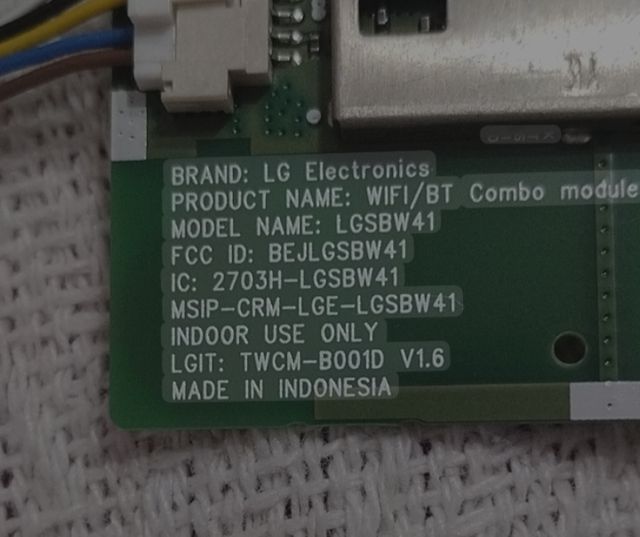 BRAND: LG Electronics
PRODUCT NAME: WIFI/BT Combo module
MODEL NAME: LGSBW41
FCC ID: BEJLGSBW41
IC: 2703H-LGSBW41
MSIP-CRM-LGE-LGSBW41
INDOOR USE ONLY
LGIT: TWCM-B001D V1.6
MADE IN INDONESIA